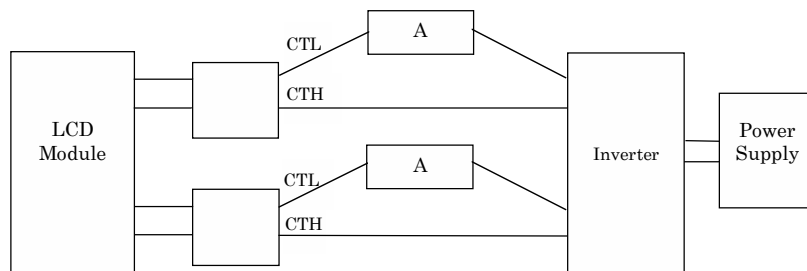 CTL
A
CTH
LCD
Module
Inverter
Power
Supply
CTL
A
CTH